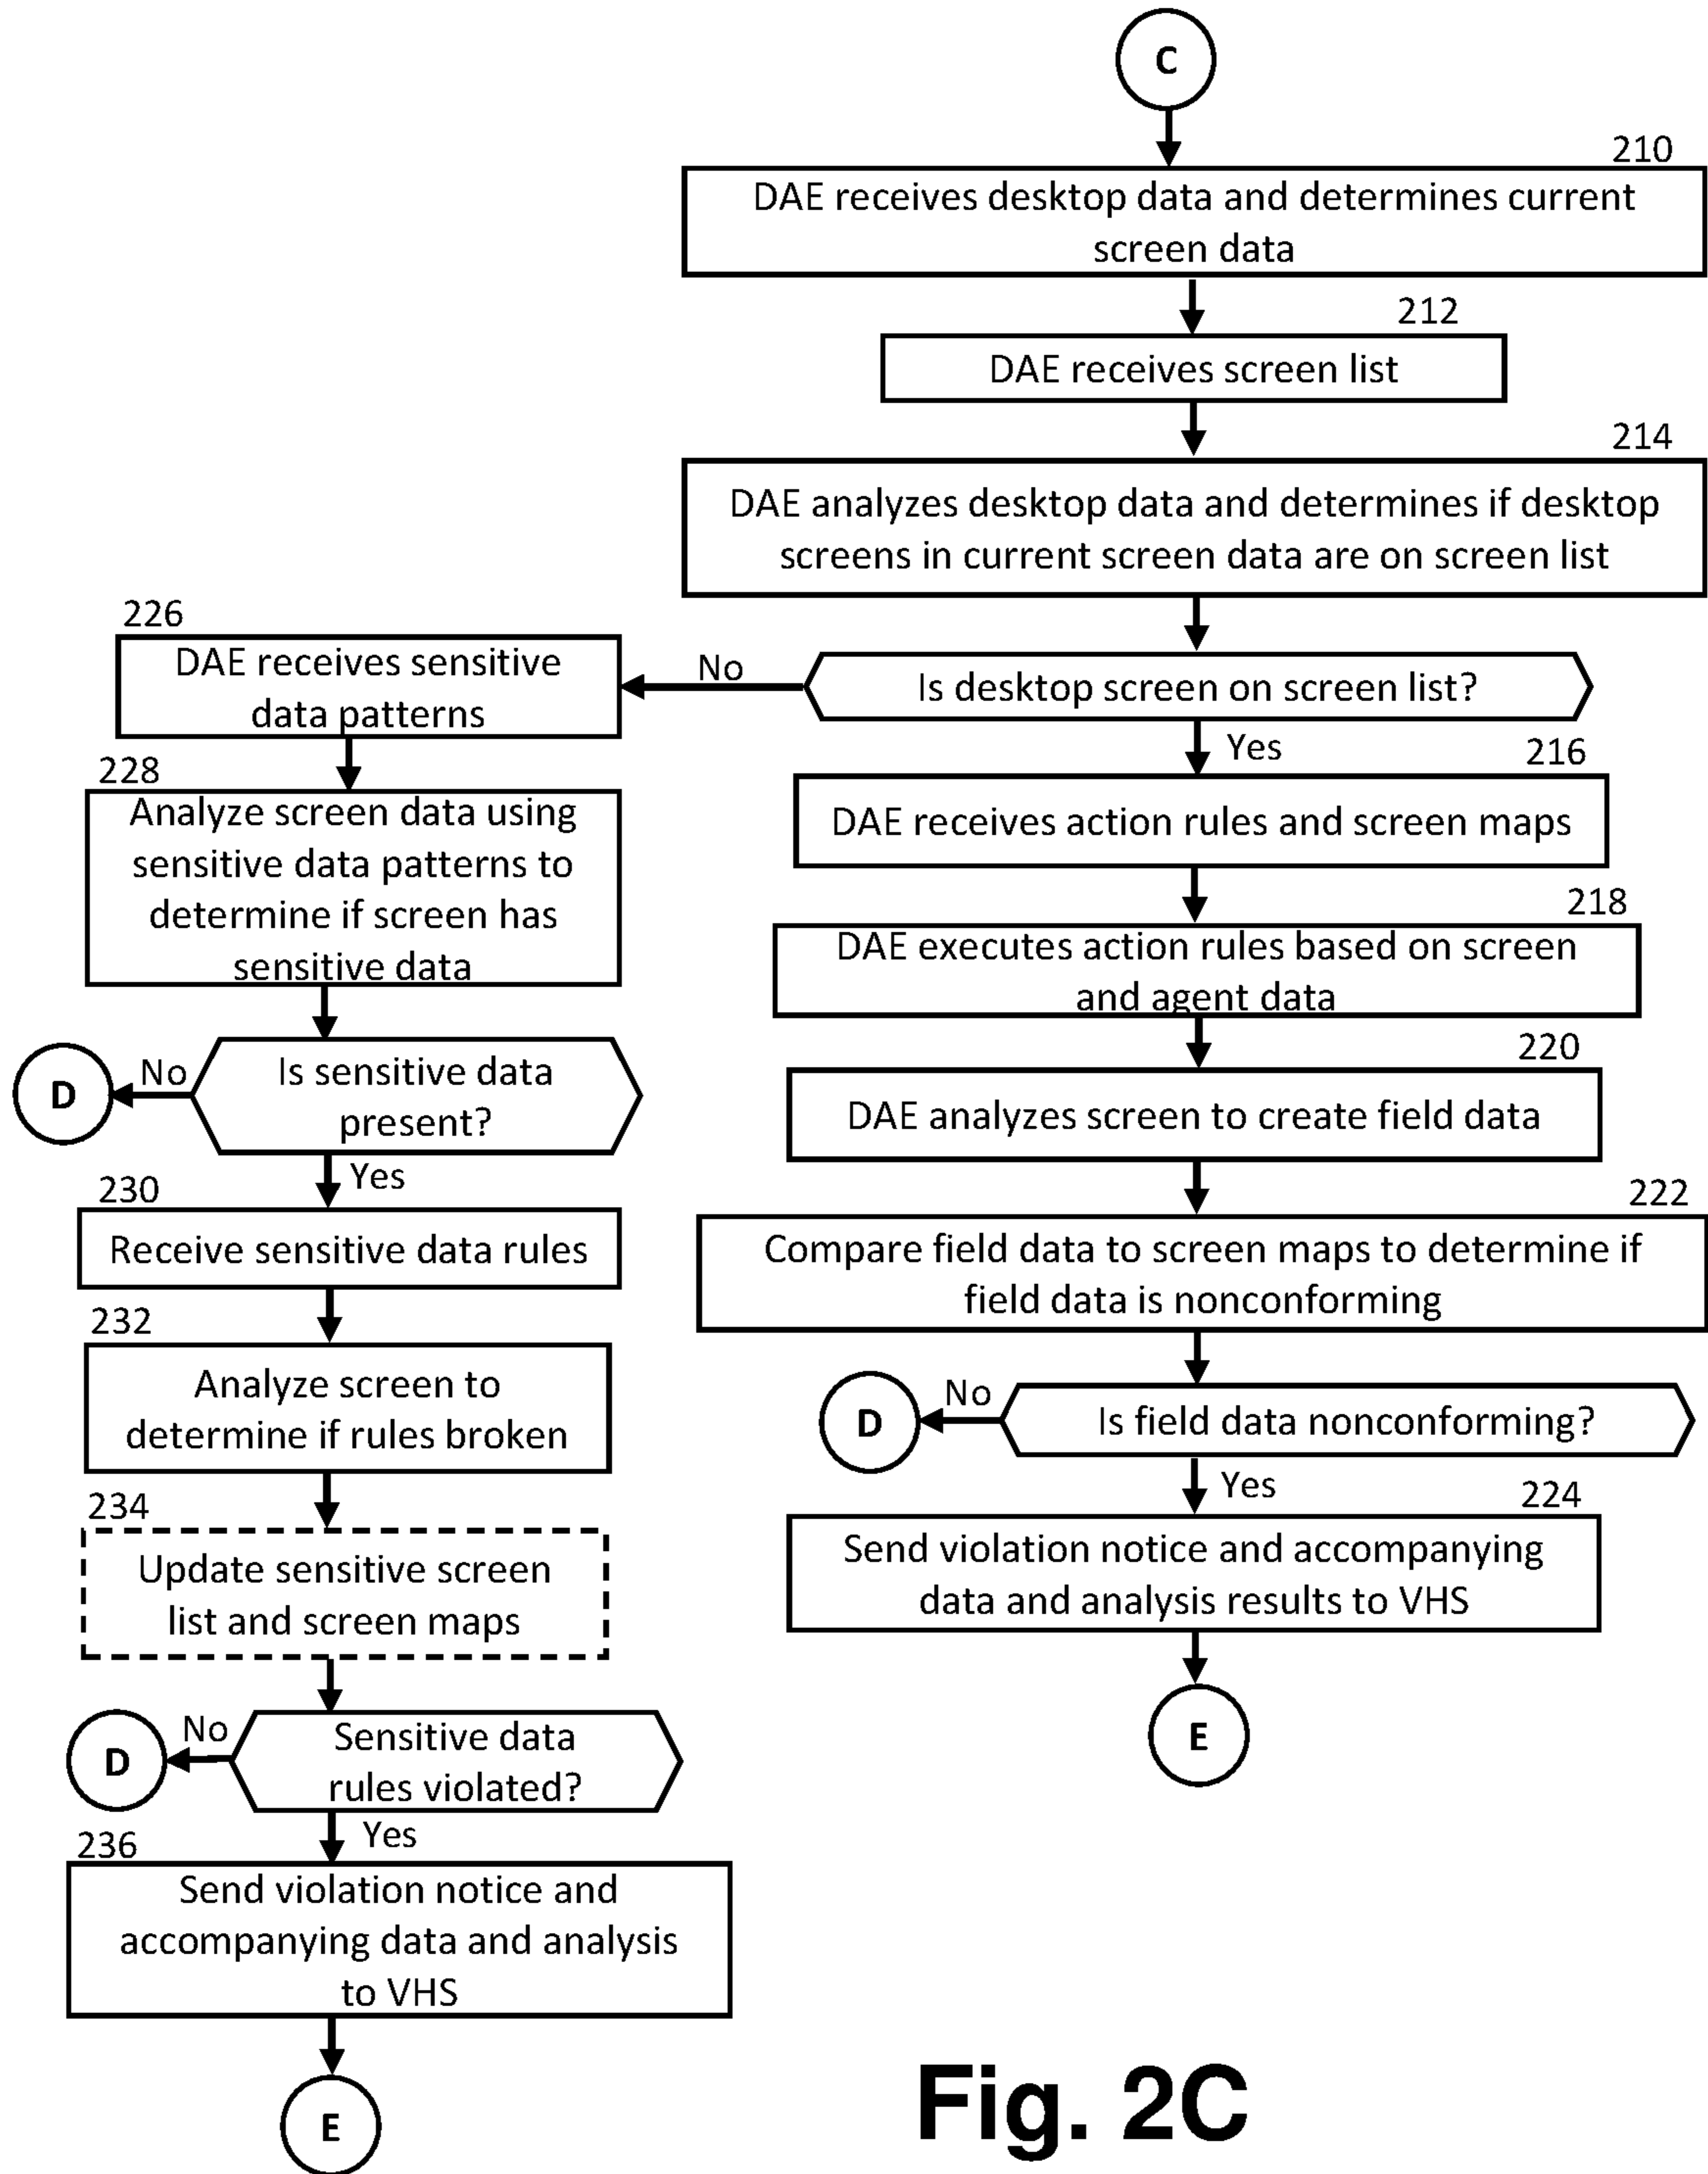 C
210
DAE receives desktop data and determines current
screen data
212
DAE receives screen list
214
DAE analyzes desktop data and determines if desktop
screens in current screen data are on screen list
Is desktop screen on screen list?
No
Yes
216
DAE receives action rules and screen maps
218
DAE executes action rules based on screen
and agent data
220
DAE analyzes screen to create field data
222
Compare field data to screen maps to determine if
field data is nonconforming
Is field data nonconforming?
No
D
Yes
224
Send violation notice and accompanying
data and analysis results to VHS
E
226
DAE receives sensitive
data patterns
228
Analyze screen data using
sensitive data patterns to
determine if screen has
sensitive data
Is sensitive data
present?
No
D
Yes
230
Receive sensitive data rules
232
Analyze screen to
determine if rules broken
234
Update sensitive screen
list and screen maps
Sensitive data
rules violated?
No
D
Yes
236
Send violation notice and
accompanying data and analysis
to VHS
E
Fig. 2C